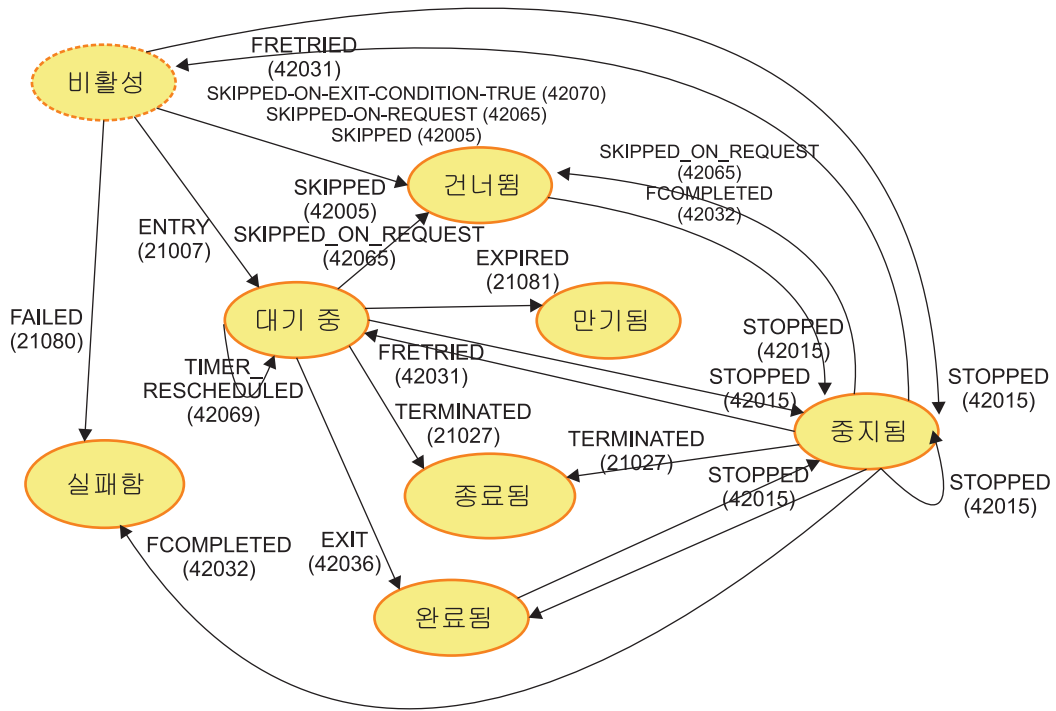 FRETRIED
(42031)
비활성
SKIPPED-ON-EXIT-CONDITION-TRUE (42070)
SKIPPED-ON-REQUEST (42065)
SKIPPED (42005)
SKIPPED_ON_REQUEST
(42065)
FCOMPLETED
(42032)
건너뜀
SKIPPED
(42005)
SKIPPED_ON_REQUEST
(42065)
ENTRY
(21007)
EXPIRED
(21081)
대기 중
만기됨
FAILED
(21080)
STOPPED
(42015)
FRETRIED
(42031)
TIMER_
RESCHEDULED
(42069)
STOPPED
(42015)
STOPPED
(42015)
TERMINATED
(21027)
중지됨
TERMINATED
(21027)
STOPPED
(42015)
STOPPED
(42015)
실패함
종료됨
FCOMPLETED
(42032)
EXIT
(42036)
완료됨